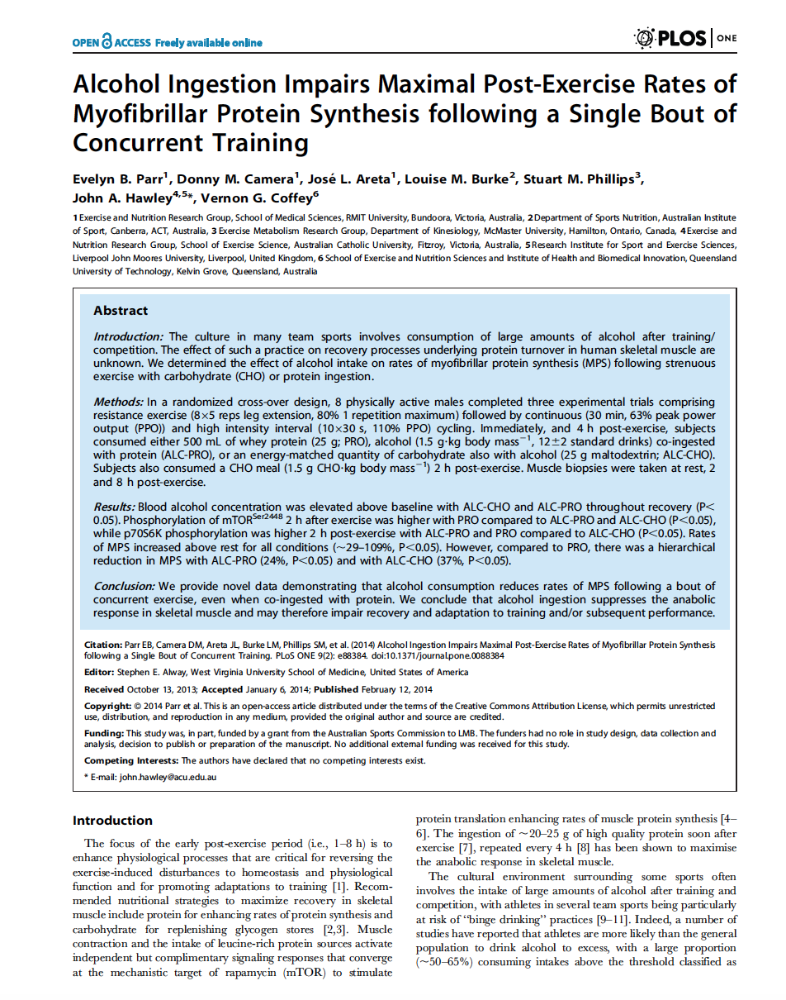 OPEN ACCESS Freely available online
PLOS ONE
Alcohol Ingestion Impairs Maximal Post-Exercise Rates of
Myofibrillar Protein Synthesis following a Single Bout of
Concurrent Training
Evelyn B. Parr¹, Donny M. Camera¹, José L. Areta¹, Louise M. Burke², Stuart M. Phillips³,
John A. Hawley⁴,⁵*, Vernon G. Coffey⁶
1 Exercise and Nutrition Research Group, School of Medical Sciences, RMIT University, Bundoora, Victoria, Australia, 2 Department of Sports Nutrition, Australian Institute
of Sport, Canberra, ACT, Australia, 3 Exercise Metabolism Research Group, Department of Kinesiology, McMaster University, Hamilton, Ontario, Canada, 4 Exercise and
Nutrition Research Group, School of Exercise Science, Australian Catholic University, Fitzroy, Victoria, Australia, 5 Research Institute for Sport and Exercise Sciences,
Liverpool John Moores University, Liverpool, United Kingdom, 6 School of Exercise and Nutrition Sciences and Institute of Health and Biomedical Innovation, Queensland
University of Technology, Kelvin Grove, Queensland, Australia
Abstract
Introduction: The culture in many team sports involves consumption of large amounts of alcohol after training/
competition. The effect of such a practice on recovery processes underlying protein turnover in human skeletal muscle are
unknown. We determined the effect of alcohol intake on rates of myofibrillar protein synthesis (MPS) following strenuous
exercise with carbohydrate (CHO) or protein ingestion.
Methods: In a randomized cross-over design, 8 physically active males completed three experimental trials comprising
resistance exercise (8×5 reps leg extension, 80% 1 repetition maximum) followed by continuous (30 min, 63% peak power
output (PPO)) and high intensity interval (10×30 s, 110% PPO) cycling. Immediately, and 4 h post-exercise, subjects
consumed either 500 mL of whey protein (25 g; PRO), alcohol (1.5 g·kg body mass⁻¹, 12±2 standard drinks) co-ingested
with protein (ALC-PRO), or an energy-matched quantity of carbohydrate also with alcohol (25 g maltodextrin; ALC-CHO).
Subjects also consumed a CHO meal (1.5 g CHO·kg body mass⁻¹) 2 h post-exercise. Muscle biopsies were taken at rest, 2
and 8 h post-exercise.
Results: Blood alcohol concentration was elevated above baseline with ALC-CHO and ALC-PRO throughout recovery (P<
0.05). Phosphorylation of mTOR^Ser2448 2 h after exercise was higher with PRO compared to ALC-PRO and ALC-CHO (P<0.05),
while p70S6K phosphorylation was higher 2 h post-exercise with ALC-PRO and PRO compared to ALC-CHO (P<0.05). Rates
of MPS increased above rest for all conditions (~29–109%, P<0.05). However, compared to PRO, there was a hierarchical
reduction in MPS with ALC-PRO (24%, P<0.05) and with ALC-CHO (37%, P<0.05).
Conclusion: We provide novel data demonstrating that alcohol consumption reduces rates of MPS following a bout of
concurrent exercise, even when co-ingested with protein. We conclude that alcohol ingestion suppresses the anabolic
response in skeletal muscle and may therefore impair recovery and adaptation to training and/or subsequent performance.
Citation: Parr EB, Camera DM, Areta JL, Burke LM, Phillips SM, et al. (2014) Alcohol Ingestion Impairs Maximal Post-Exercise Rates of Myofibrillar Protein Synthesis
following a Single Bout of Concurrent Training. PLoS ONE 9(2): e88384. doi:10.1371/journal.pone.0088384
Editor: Stephen E. Alway, West Virginia University School of Medicine, United States of America
Received October 13, 2013; Accepted January 6, 2014; Published February 12, 2014
Copyright: © 2014 Parr et al. This is an open-access article distributed under the terms of the Creative Commons Attribution License, which permits unrestricted
use, distribution, and reproduction in any medium, provided the original author and source are credited.
Funding: This study was, in part, funded by a grant from the Australian Sports Commission to LMB. The funders had no role in study design, data collection and
analysis, decision to publish or preparation of the manuscript. No additional external funding was received for this study.
Competing Interests: The authors have declared that no competing interests exist.
* E-mail: john.hawley@acu.edu.au
Introduction
The focus of the early post-exercise period (i.e., 1–8 h) is to
enhance physiological processes that are critical for reversing the
exercise-induced disturbances to homeostasis and physiological
function and for promoting adaptations to training [1]. Recom-
mended nutritional strategies to maximize recovery in skeletal
muscle include protein for enhancing rates of protein synthesis and
carbohydrate for replenishing glycogen stores [2,3]. Muscle
contraction and the intake of leucine-rich protein sources activate
independent but complimentary signaling responses that converge
at the mechanistic target of rapamycin (mTOR) to stimulate
protein translation enhancing rates of muscle protein synthesis [4–
6]. The ingestion of ~20–25 g of high quality protein soon after
exercise [7], repeated every 4 h [8] has been shown to maximise
the anabolic response in skeletal muscle.
The cultural environment surrounding some sports often
involves the intake of large amounts of alcohol after training and
competition, with athletes in several team sports being particularly
at risk of "binge drinking" practices [9–11]. Indeed, a number of
studies have reported that athletes are more likely than the general
population to drink alcohol to excess, with a large proportion
(~50–65%) consuming intakes above the threshold classified as